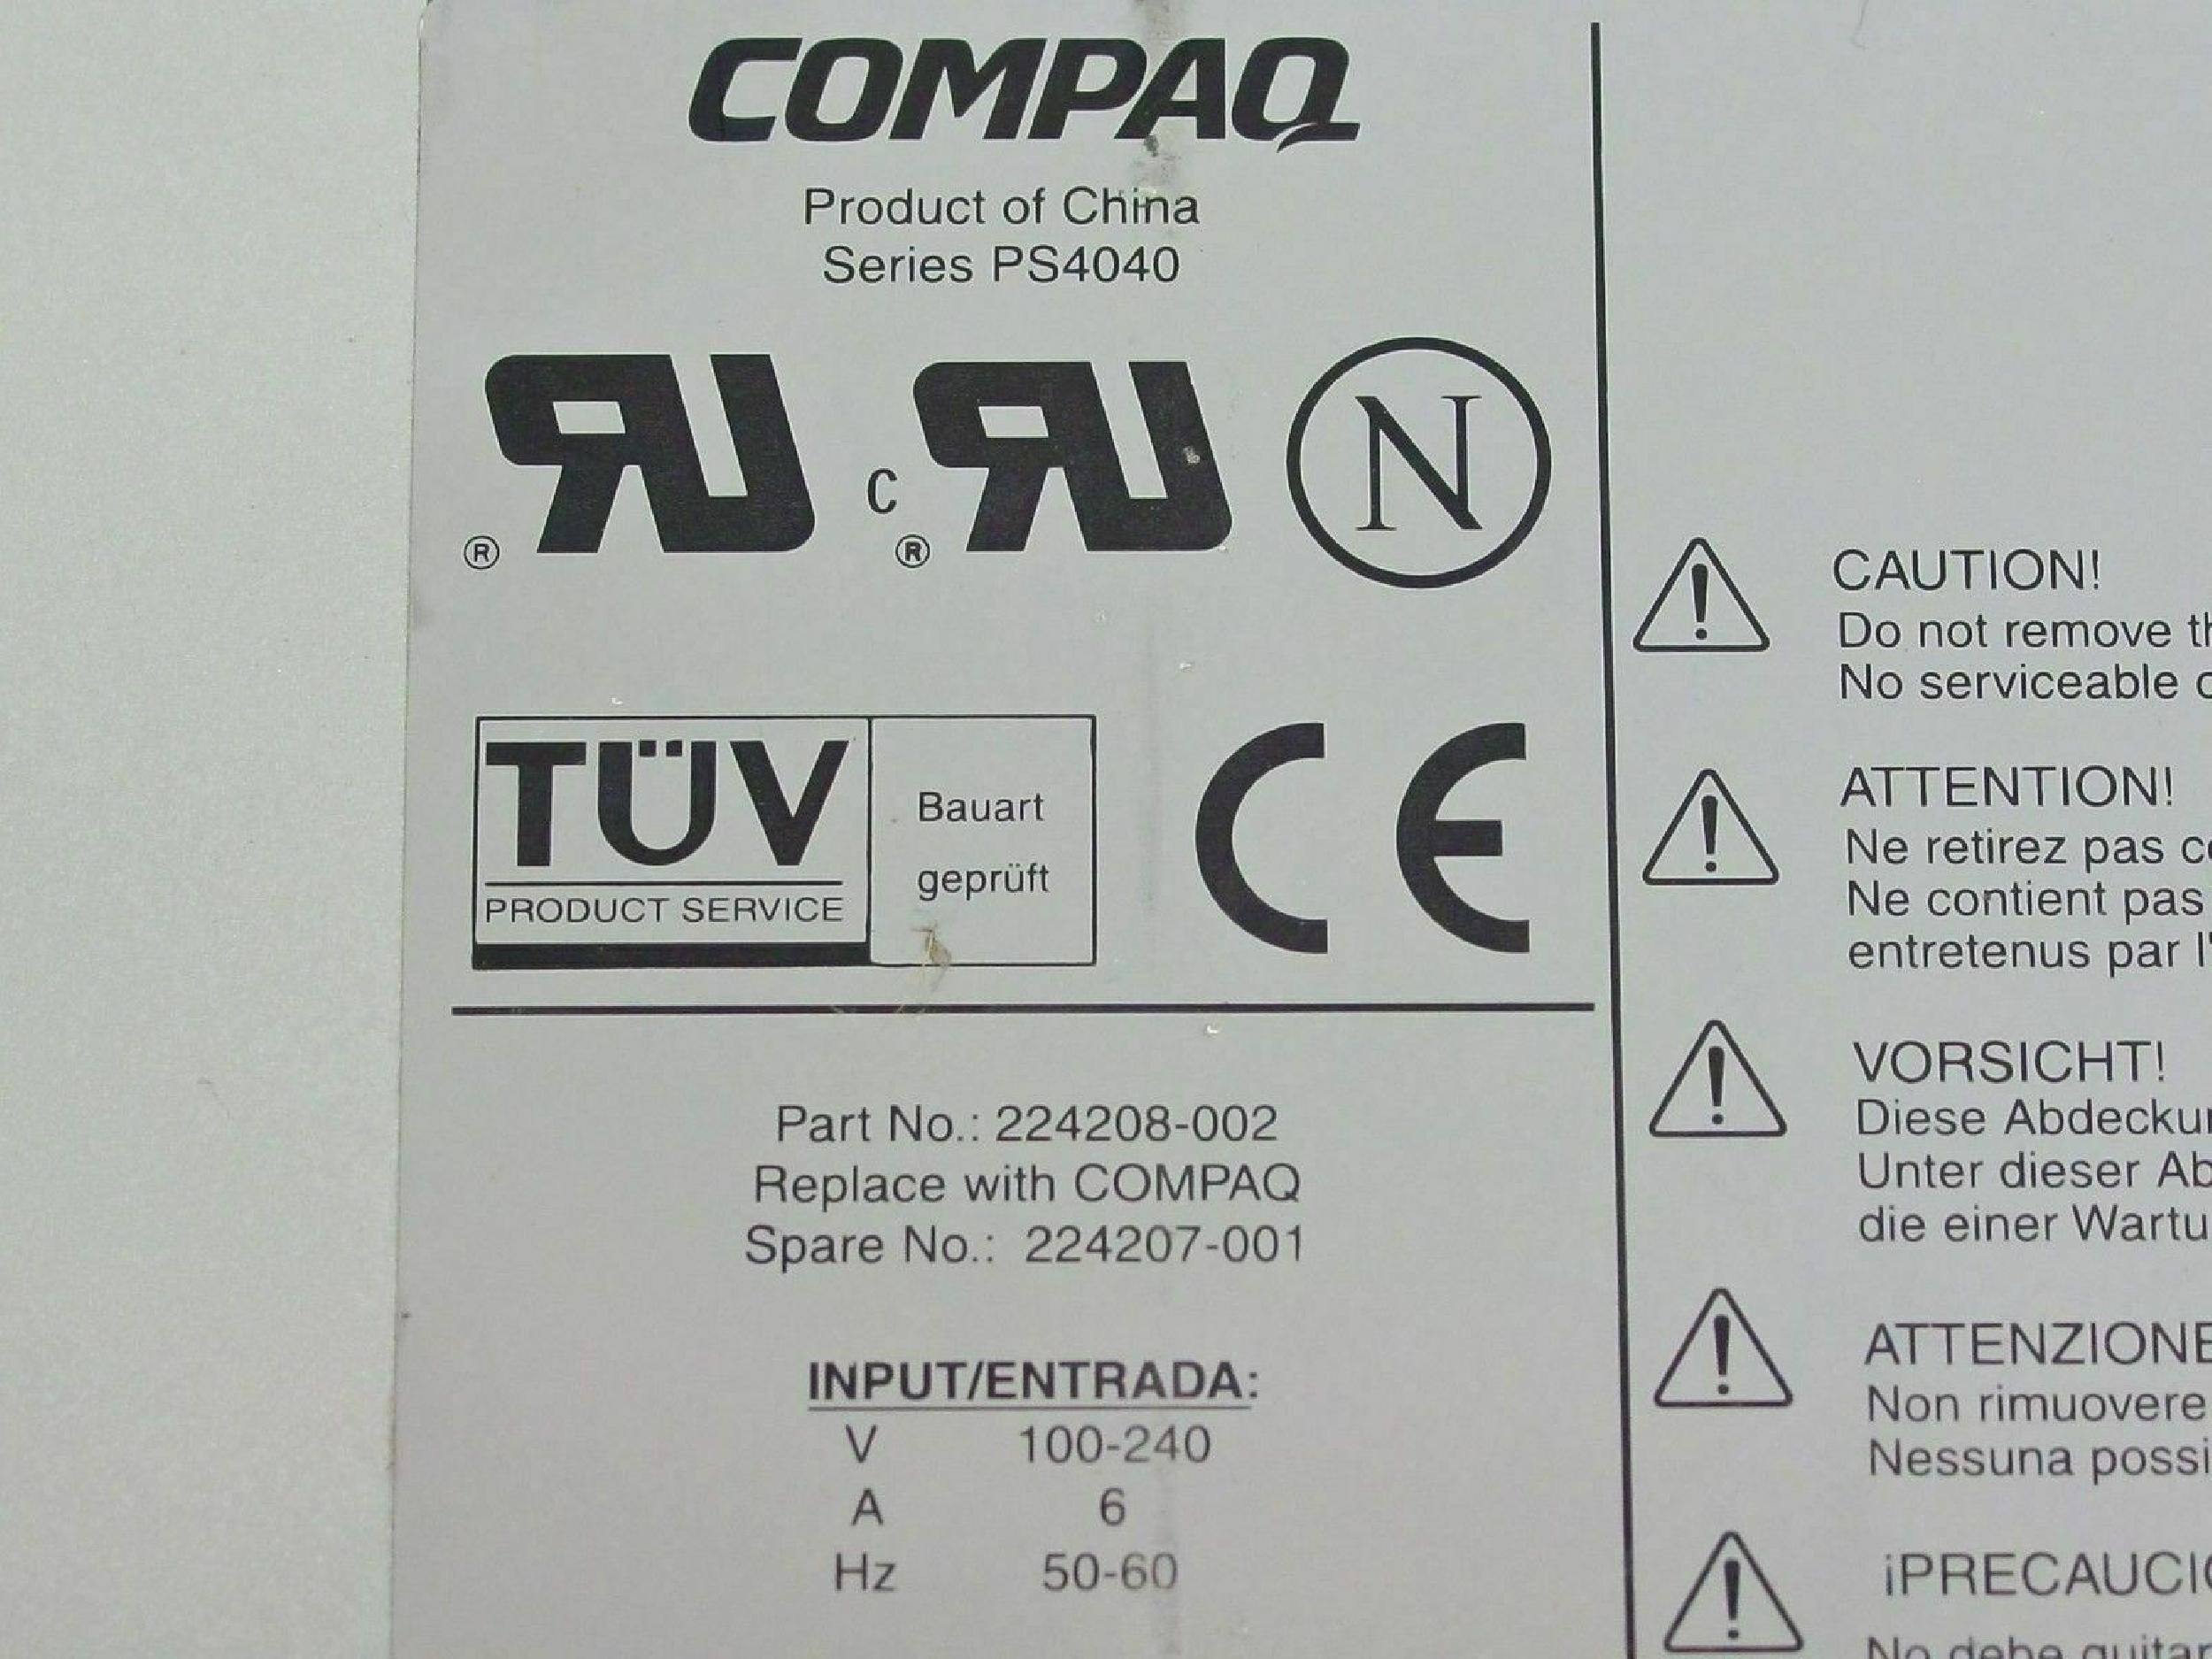 COMPAQ
Product of China
Series PS4040
®
C
®
N
TÜV
PRODUCT SERVICE
Bauart
geprüft
CE
Part No.: 224208-002
Replace with COMPAQ
Spare No.: 224207-001
INPUT/ENTRADA:
V 100-240
A 6
Hz 50-60
CAUTION!
Do not remove
No serviceable
ATTENTION!
Ne retirez pas
Ne contient pas
entretenus par
VORSICHT!
Diese
Unter dieser
die einer
ATTENZIONE
Non rimuovere
Nessuna
No debe